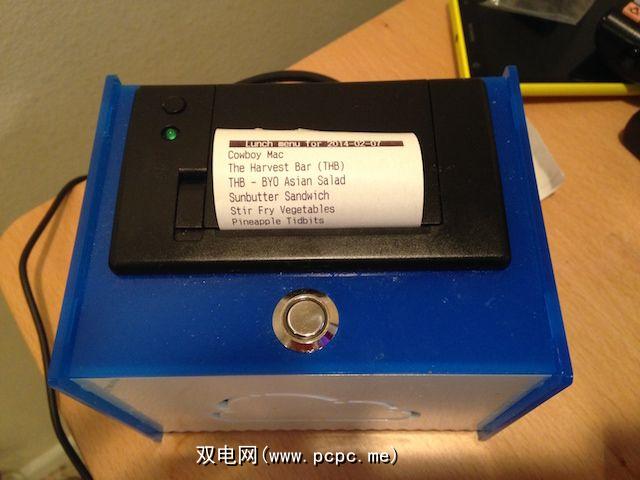 Lunch menu for 2014-02-07
Cowboy Mac
The Harvest Bar (THB)
THB - BYO Asian Salad
Sunbutter Sandwich
Stir Fry Vegetables
Pineapple Tidbits
双电网(www.pcpc.me)